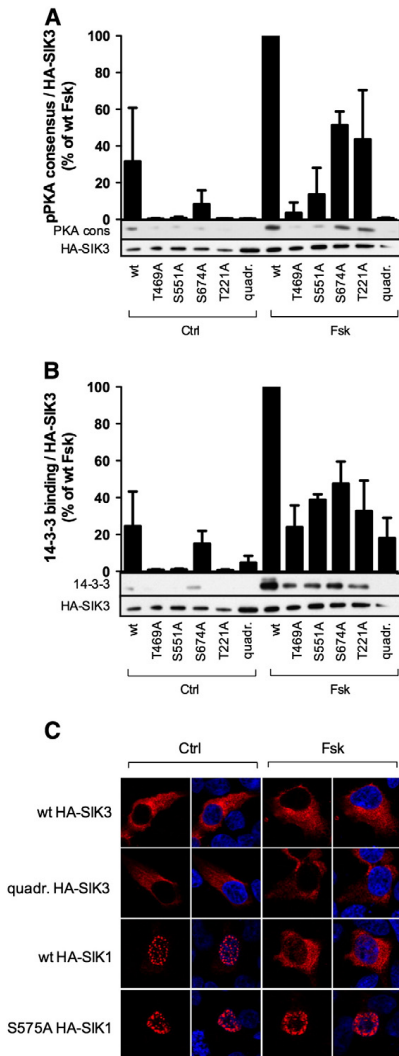 A
pPKA consensus / HA-SIK3
(% of wt Fsk)
100
80
60
40
20
0
PKA cons
HA-SIK3
wt
T469A
S551A
S674A
T221A
quadr.
wt
T469A
S551A
S674A
T221A
quadr.
Ctrl
Fsk
B
14-3-3 binding / HA-SIK3
(% of wt Fsk)
100
80
60
40
20
0
14-3-3
HA-SIK3
wt
T469A
S551A
S674A
T221A
quadr.
wt
T469A
S551A
S674A
T221A
quadr.
Ctrl
Fsk
C
Ctrl
Fsk
wt HA-SIK3
quadr. HA-SIK3
wt HA-SIK1
S575A HA-SIK1